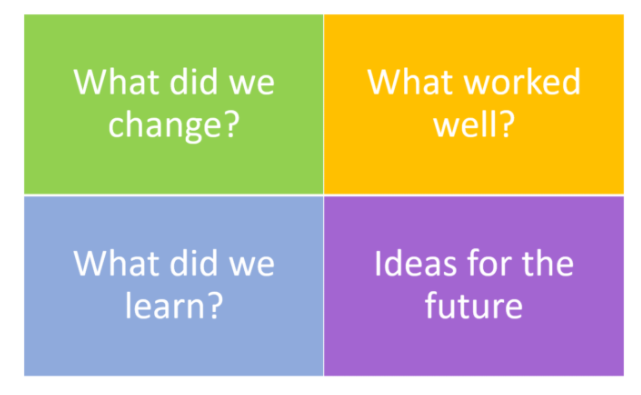 What did we
change?
What worked
well?
What did we
learn?
Ideas for the
future